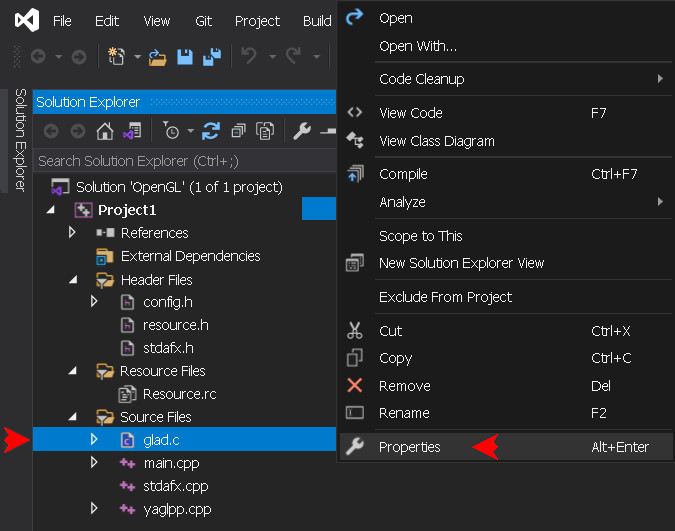 File Edit View Git Project Build
Solution Explorer
Solution Explorer
Search Solution Explorer (Ctrl+;)
Solution 'OpenGL' (1 of 1 project)
Project1
References
External Dependencies
Header Files
config.h
resource.h
stdafx.h
Resource Files
Resource.rc
Source Files
glad.c
main.cpp
stdafx.cpp
yaglpp.cpp
Open
Open With...
Code Cleanup
View Code F7
View Class Diagram
Compile Ctrl+F7
Analyze
Scope to This
New Solution Explorer View
Exclude From Project
Cut Ctrl+X
Copy Ctrl+C
Remove Del
Rename F2
Properties Alt+Enter